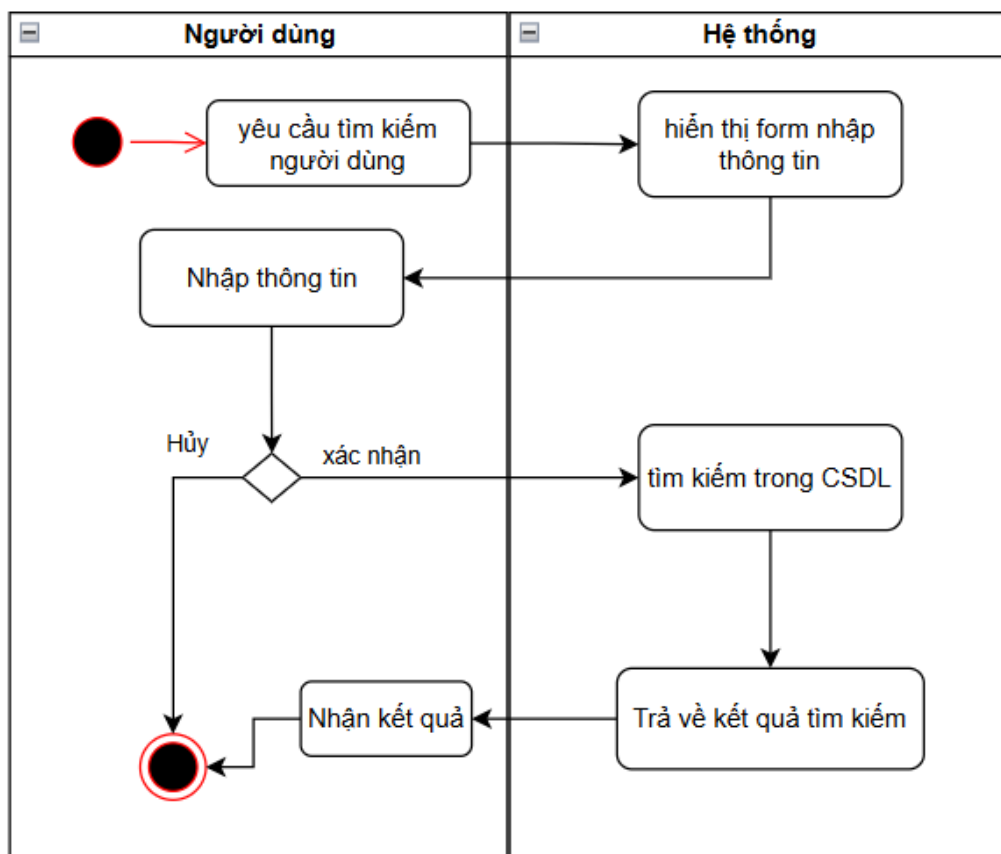 Người dùng
Hệ thống
yêu cầu tìm kiếm
người dùng
hiển thị form nhập
thông tin
Nhập thông tin
Hủy
xác nhận
tìm kiếm trong CSDL
Nhận kết quả
Trả về kết quả tìm kiếm